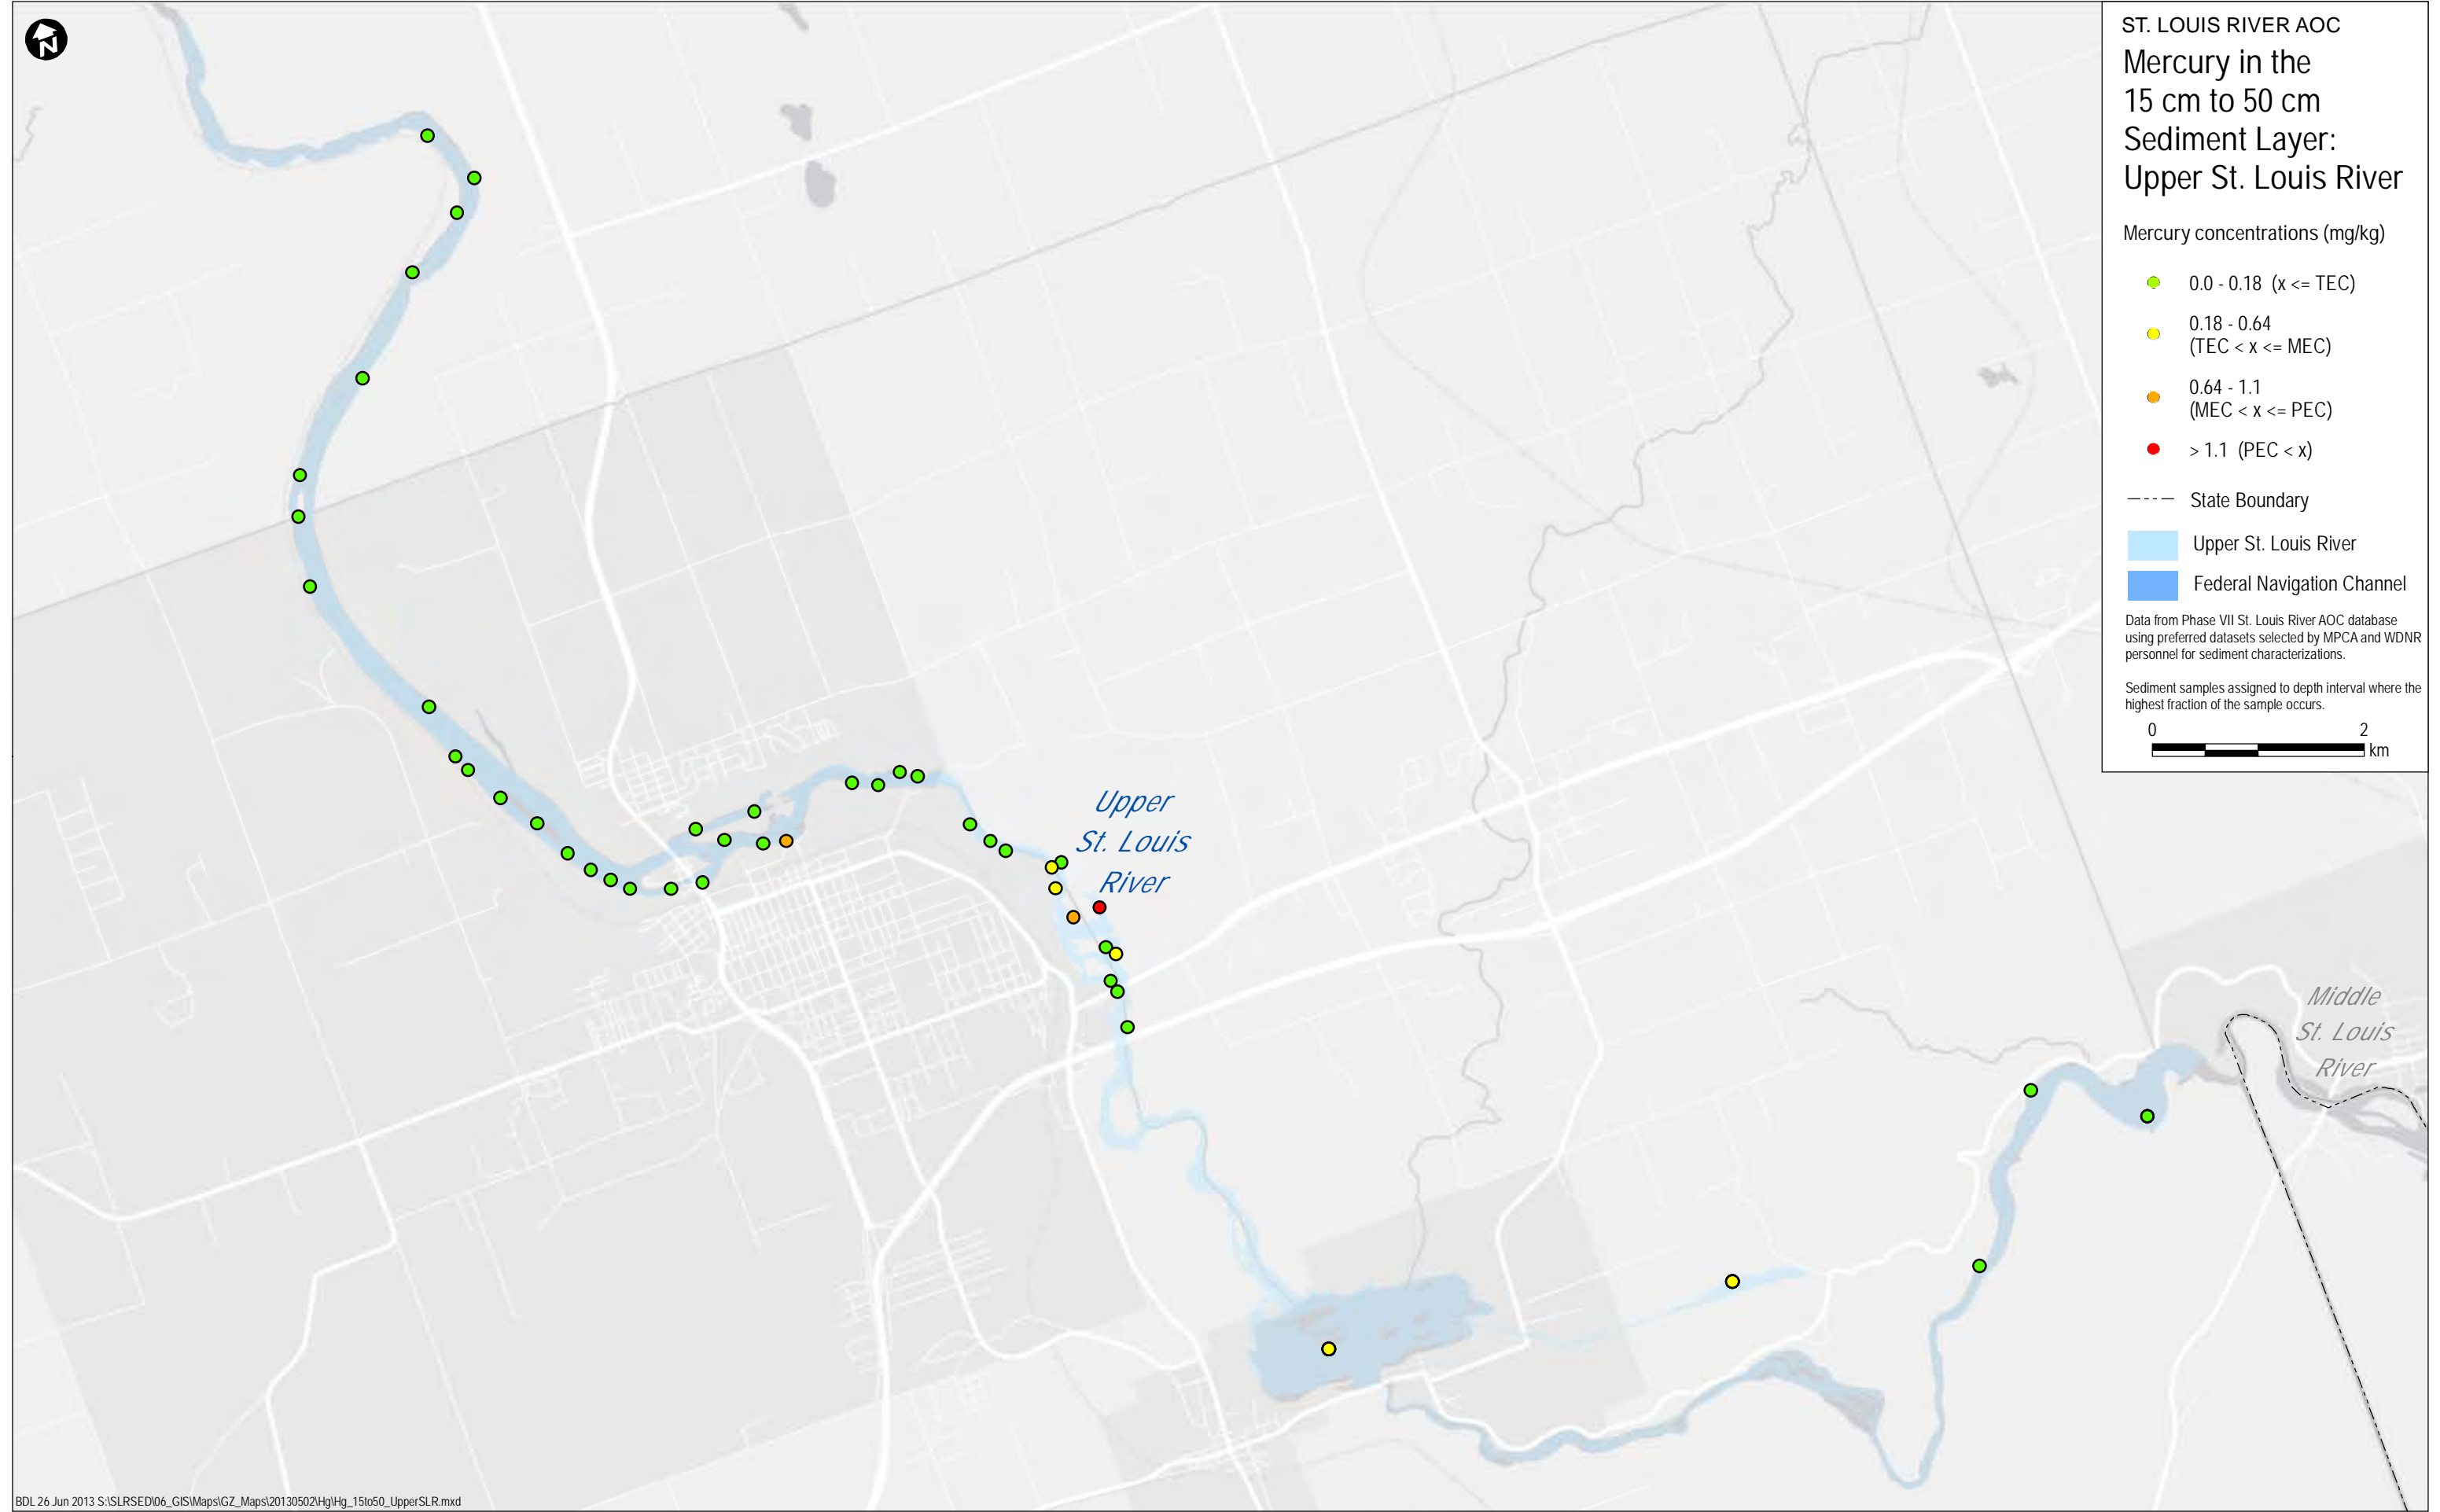 N
ST. LOUIS RIVER AOC
Mercury in the
15 cm to 50 cm
Sediment Layer:
Upper St. Louis River
Mercury concentrations (mg/kg)
0.0 - 0.18 (x <= TEC)
0.18 - 0.64
(TEC < x <= MEC)
0.64 - 1.1
(MEC < x <= PEC)
> 1.1 (PEC < x)
State Boundary
Upper St. Louis River
Federal Navigation Channel
Data from Phase VII St. Louis River AOC database
using preferred datasets selected by MPCA and WDNR
personnel for sediment characterizations.
Sediment samples assigned to depth interval where the
highest fraction of the sample occurs.
0 2
km
Upper
St. Louis
River
Middle
St. Louis
River
BDL 26 Jun 2013 S:\SLRSED\06_GIS\Maps\GZ_Maps\20130502\Hg\Hg_15to50_UpperSLR.mxd